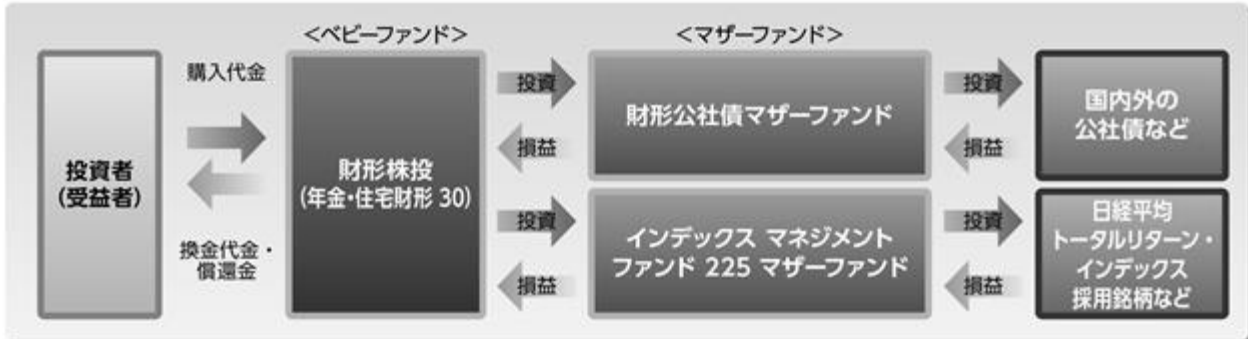 <ベビーファンド>
<マザーファンド>
投資者
(受益者)
購入代金
換金代金・
償還金
財形株投
(年金・住宅財形 30)
投資
損益
財形公社債マザーファンド
投資
損益
国内外の
公社債など
投資
損益
インデックス マネジメント
ファンド 225 マザーファンド
投資
損益
日経平均
トータルリターン・
インデックス
採用銘柄など